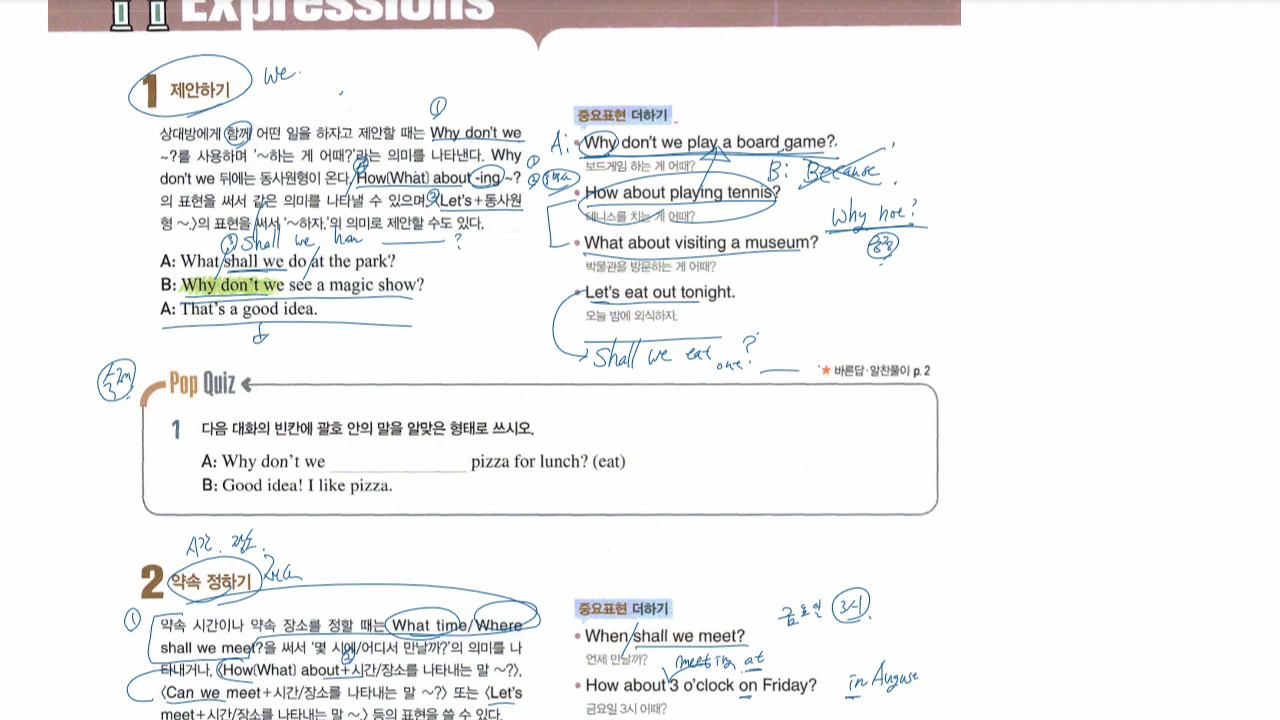 Expressions
1 제안하기 we.
상대방에게 함께 어떤 일을 하자고 제안할 때는 Why don't we ①
~?를 사용하며 '~하는 게 어때?'라는 의미를 나타낸다. Why
don't we 뒤에는 동사원형이 온다. How(What) about -ing ~?
의 표현을 써서 같은 의미를 나타낼 수 있으며, 〈Let's+동사원
형 ~.〉의 표현을 써서 '~하자.'의 의미로 제안할 수도 있다.
③ Shall we ?
A: What shall we do at the park?
B: Why don't we see a magic show?
A: That's a good idea.
중요표현 더하기
A: • Why don't we play a board game?
보드게임 하는 게 어때?
B: Because
• How about playing tennis?
테니스를 치는 게 어때?
Why not?
• What about visiting a museum?
박물관을 방문하는 게 어때?
• Let's eat out tonight.
오늘 밤에 외식하자.
Shall we eat out?
★ 바른답·알찬풀이 p. 2
Pop Quiz
1 다음 대화의 빈칸에 괄호 안의 말을 알맞은 형태로 쓰시오.
A: Why don't we ____ pizza for lunch? (eat)
B: Good idea! I like pizza.
시간. 장소.
2 약속 정하기
① 약속 시간이나 약속 장소를 정할 때는 What time/Where
shall we meet?을 써서 '몇 시에/어디서 만날까?'의 의미를 나
타내거나, 〈How(What) about+시간/장소를 나타내는 말 ~?〉,
〈Can we meet+시간/장소를 나타내는 말 ~?〉 또는 〈Let's
meet+시간/장소를 나타내는 말 ~.〉 등의 표현을 쓸 수 있다.
중요표현 더하기
금요일 3시
• When shall we meet?
언제 만날까?
meeting at
• How about 3 o'clock on Friday?
in August
금요일 3시 어때?